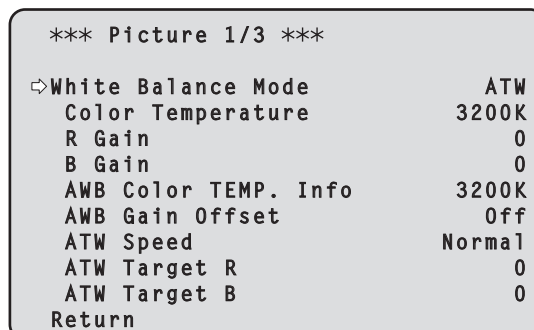 *** Picture 1/3 ***
⇨White Balance Mode ATW
Color Temperature 3200K
R Gain 0
B Gain 0
AWB Color TEMP. Info 3200K
AWB Gain Offset Off
ATW Speed Normal
ATW Target R 0
ATW Target B 0
Return